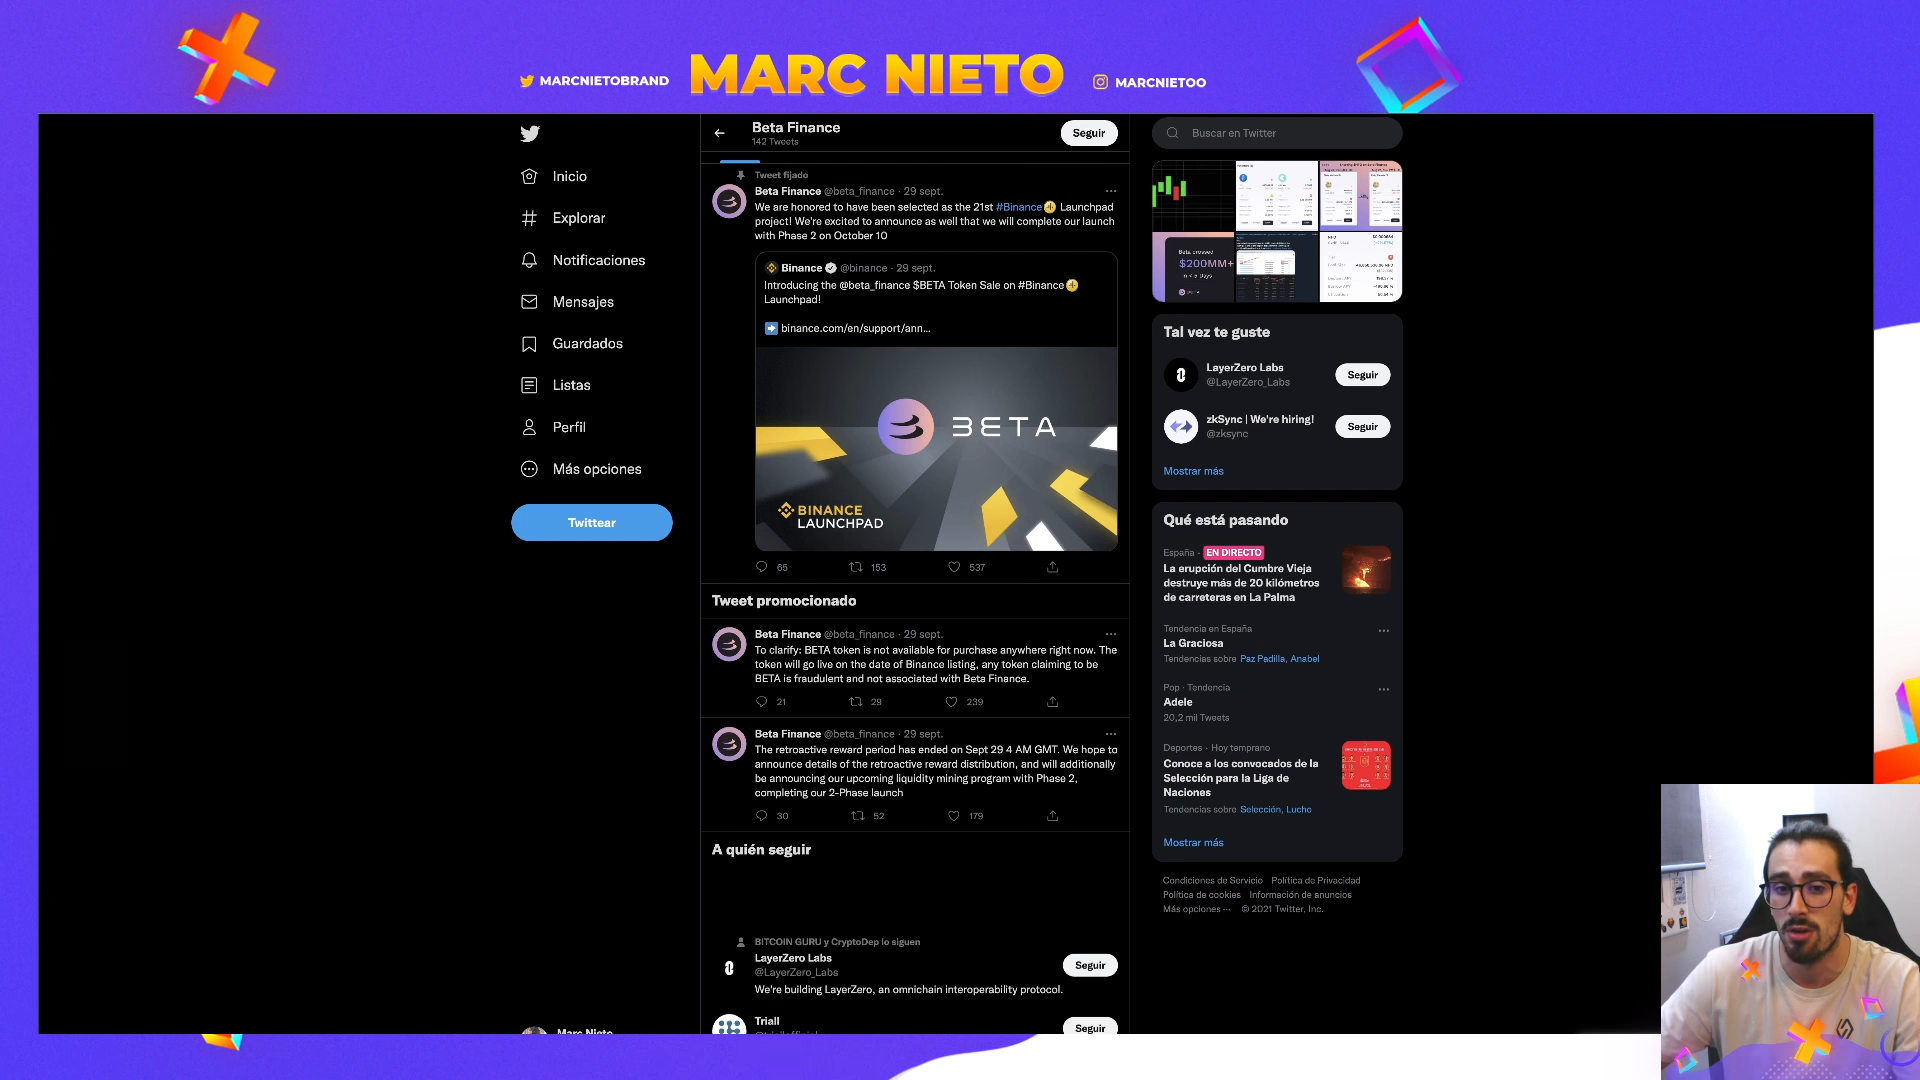 MARCNIETOBRAND
MARC NIETO
MARCNIETOO
Beta Finance
142 Tweets
Seguir
Buscar en Twitter
Inicio
Explorar
Notificaciones
Mensajes
Guardados
Listas
Perfil
Más opciones
Twittear
Tweet fijado
Beta Finance @beta_finance · 29 sept.
We are honored to have been selected as the 21st #Binance Launchpad
project! We're excited to announce as well that we will complete our launch
with Phase 2 on October 10
Binance @binance · 29 sept.
Introducing the @beta_finance $BETA Token Sale on #Binance
Launchpad!
binance.com/en/support/ann...
BETA
BINANCE
LAUNCHPAD
65
153
537
Tweet promocionado
Beta Finance @beta_finance · 29 sept.
To clarify: BETA token is not available for purchase anywhere right now. The
token will go live on the date of Binance listing, any token claiming to be
BETA is fraudulent and not associated with Beta Finance.
21
29
239
Beta Finance @beta_finance · 29 sept.
The retroactive reward period has ended on Sept 29 4 AM GMT. We hope to
announce details of the retroactive reward distribution, and will additionally
be announcing our upcoming liquidity mining program with Phase 2,
completing our 2-Phase launch
30
52
179
A quién seguir
BITCOIN GURU y CryptoDep lo siguen
LayerZero Labs
@LayerZero_Labs
Seguir
We're building LayerZero, an omnichain interoperability protocol.
Triall
Seguir
Marc Nieto
Beta crossed
$200MM+
Tal vez te guste
LayerZero Labs
@LayerZero_Labs
Seguir
zkSync | We're hiring!
@zksync
Seguir
Mostrar más
Qué está pasando
España · EN DIRECTO
La erupción del Cumbre Vieja
destruye más de 20 kilómetros
de carreteras en La Palma
Tendencia en España
La Graciosa
Tendencias sobre Paz Padilla, Anabel
Pop · Tendencia
Adele
20,2 mil Tweets
Deportes · Hoy temprano
Conoce a los convocados de la
Selección para la Liga de
Naciones
Tendencias sobre Selección, Lucho
Mostrar más
Condiciones de Servicio Política de Privacidad
Política de cookies Información de anuncios
Más opciones ··· © 2021 Twitter, Inc.